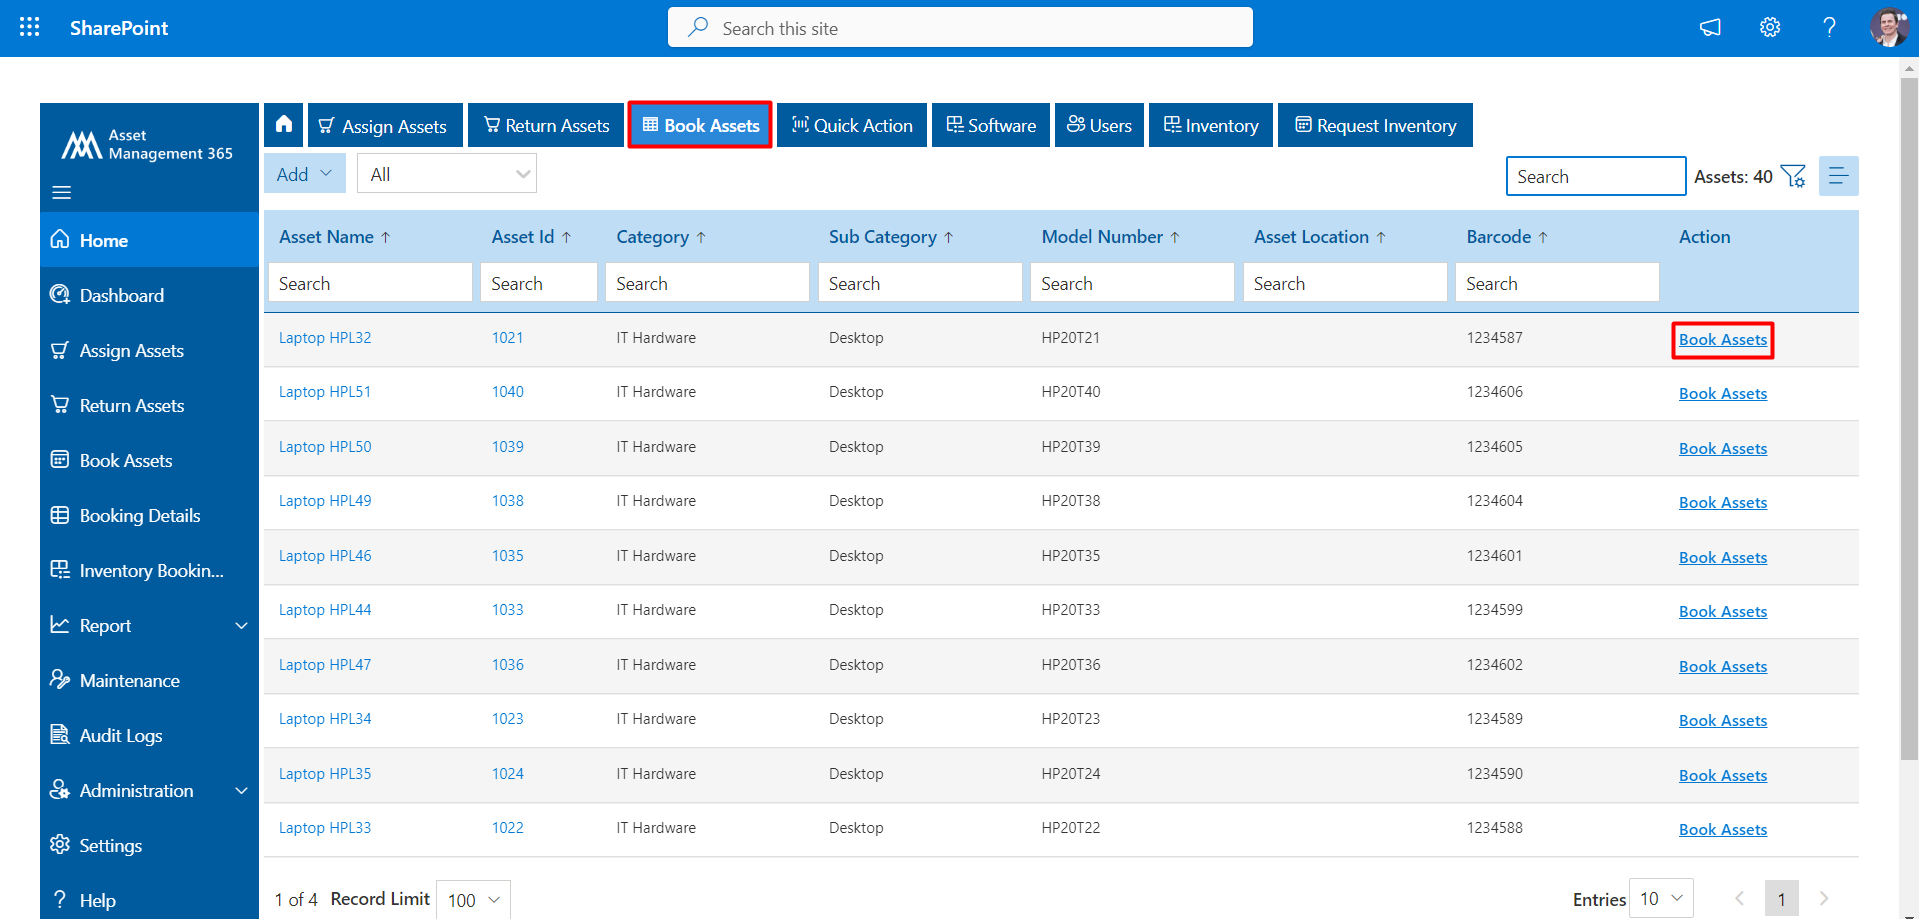 SharePoint
Search this site
?
Asset
Management 365
Assign Assets
Return Assets
Book Assets
Quick Action
Software
Users
Inventory
Request Inventory
Add
All
Search
Assets: 40
Home
Dashboard
Assign Assets
Return Assets
Book Assets
Booking Details
Inventory Bookin...
Report
Maintenance
Audit Logs
Administration
Settings
? Help
Asset Name ↑ Asset Id ↑ Category ↑ Sub Category ↑ Model Number ↑ Asset Location ↑ Barcode ↑ Action
Search Search Search Search Search Search Search
Laptop HPL32 1021 IT Hardware Desktop HP20T21 1234587 Book Assets
Laptop HPL51 1040 IT Hardware Desktop HP20T40 1234606 Book Assets
Laptop HPL50 1039 IT Hardware Desktop HP20T39 1234605 Book Assets
Laptop HPL49 1038 IT Hardware Desktop HP20T38 1234604 Book Assets
Laptop HPL46 1035 IT Hardware Desktop HP20T35 1234601 Book Assets
Laptop HPL44 1033 IT Hardware Desktop HP20T33 1234599 Book Assets
Laptop HPL47 1036 IT Hardware Desktop HP20T36 1234602 Book Assets
Laptop HPL34 1023 IT Hardware Desktop HP20T23 1234589 Book Assets
Laptop HPL35 1024 IT Hardware Desktop HP20T24 1234590 Book Assets
Laptop HPL33 1022 IT Hardware Desktop HP20T22 1234588 Book Assets
1 of 4 Record Limit 100 Entries 10 1